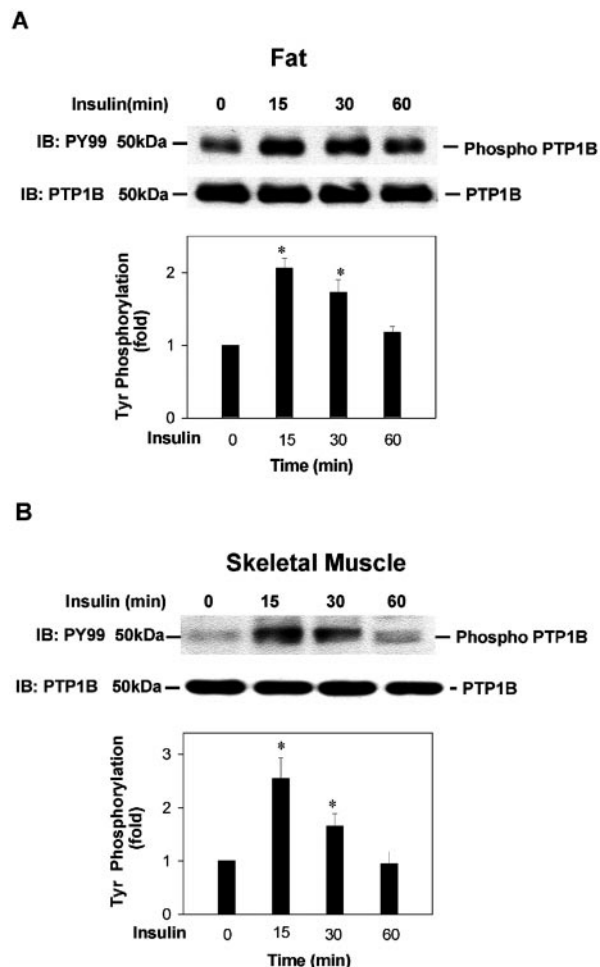 A
Fat
Insulin(min) 0 15 30 60
IB: PY99 50kDa Phospho PTP1B
IB: PTP1B 50kDa PTP1B
Tyr Phosphorylation
(fold)
2
1
0
* *
Insulin 0 15 30 60
Time (min)
B
Skeletal Muscle
Insulin (min) 0 15 30 60
IB: PY99 50kDa Phospho PTP1B
IB: PTP1B 50kDa PTP1B
Tyr Phosphorylation
(fold)
3
2
1
0
* *
Insulin 0 15 30 60
Time (min)